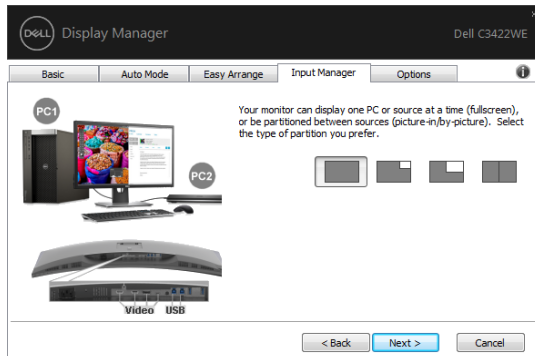 DELL Display Manager
Dell C3422WE
Basic
Auto Mode
Easy Arrange
Input Manager
Options
PC1
PC2
Video
USB
Your monitor can display one PC or source at a time (fullscreen),
or be partitioned between sources (picture-in/by-picture). Select
the type of partition you prefer.
< Back
Next >
Cancel